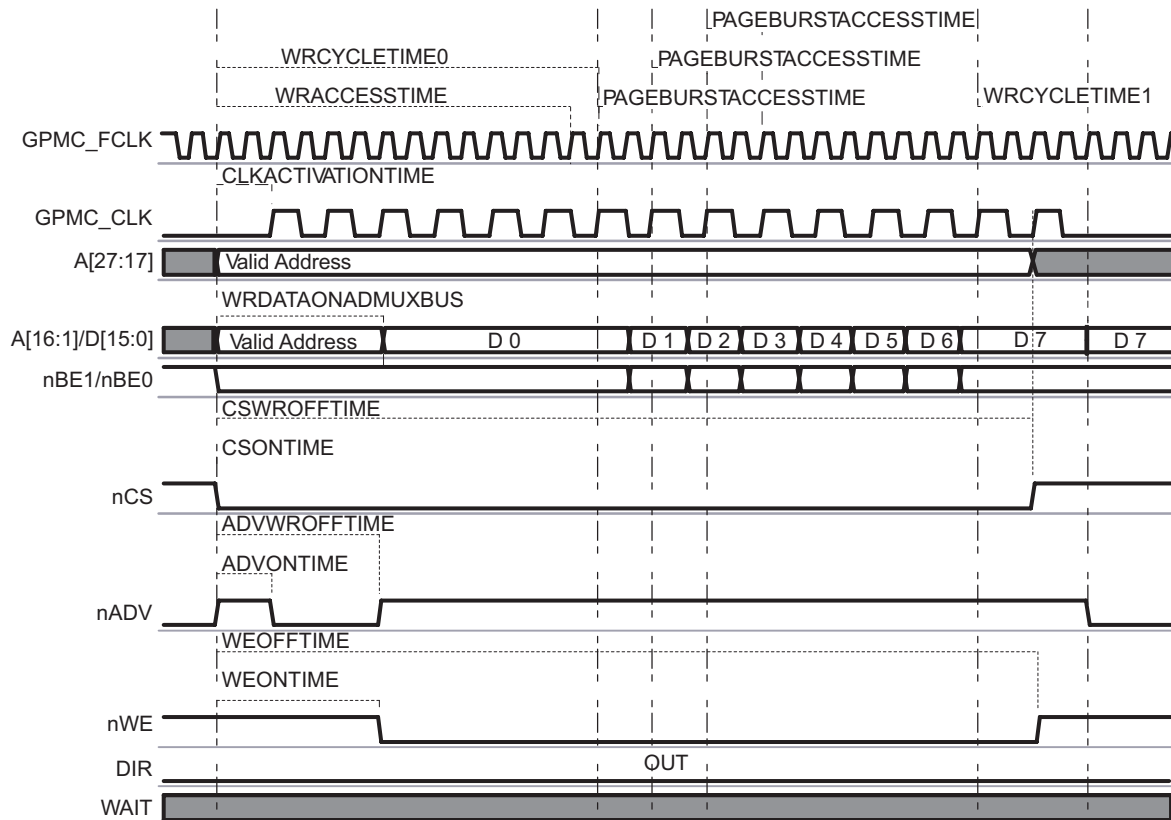 PAGEBURSTACCESSTIME
WRCYCLETIME0 PAGEBURSTACCESSTIME
WRACCESSTIME PAGEBURSTACCESSTIME WRCYCLETIME1
GPMC_FCLK
CLKACTIVATIONTIME
GPMC_CLK
A[27:17] Valid Address
WRDATAONADMUXBUS
A[16:1]/D[15:0] Valid Address D 0 D 1 D 2 D 3 D 4 D 5 D 6 D 7 D 7
nBE1/nBE0
CSWROFFTIME
CSONTIME
nCS
ADVWROFFTIME
ADVONTIME
nADV
WEOFFTIME
WEONTIME
nWE
DIR OUT
WAIT